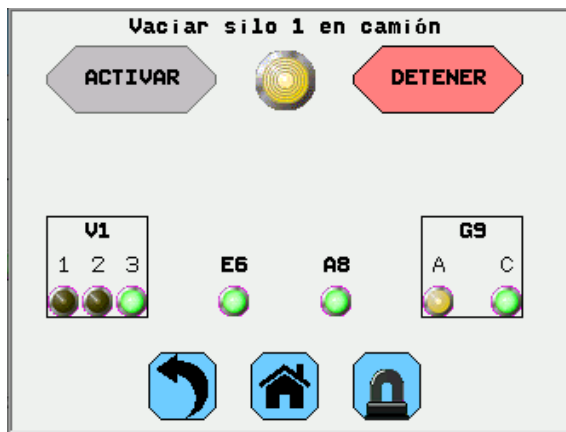 Vaciar silo 1 en camión
ACTIVAR DETENER
V1 G9
1 2 3 E6 A8 A C